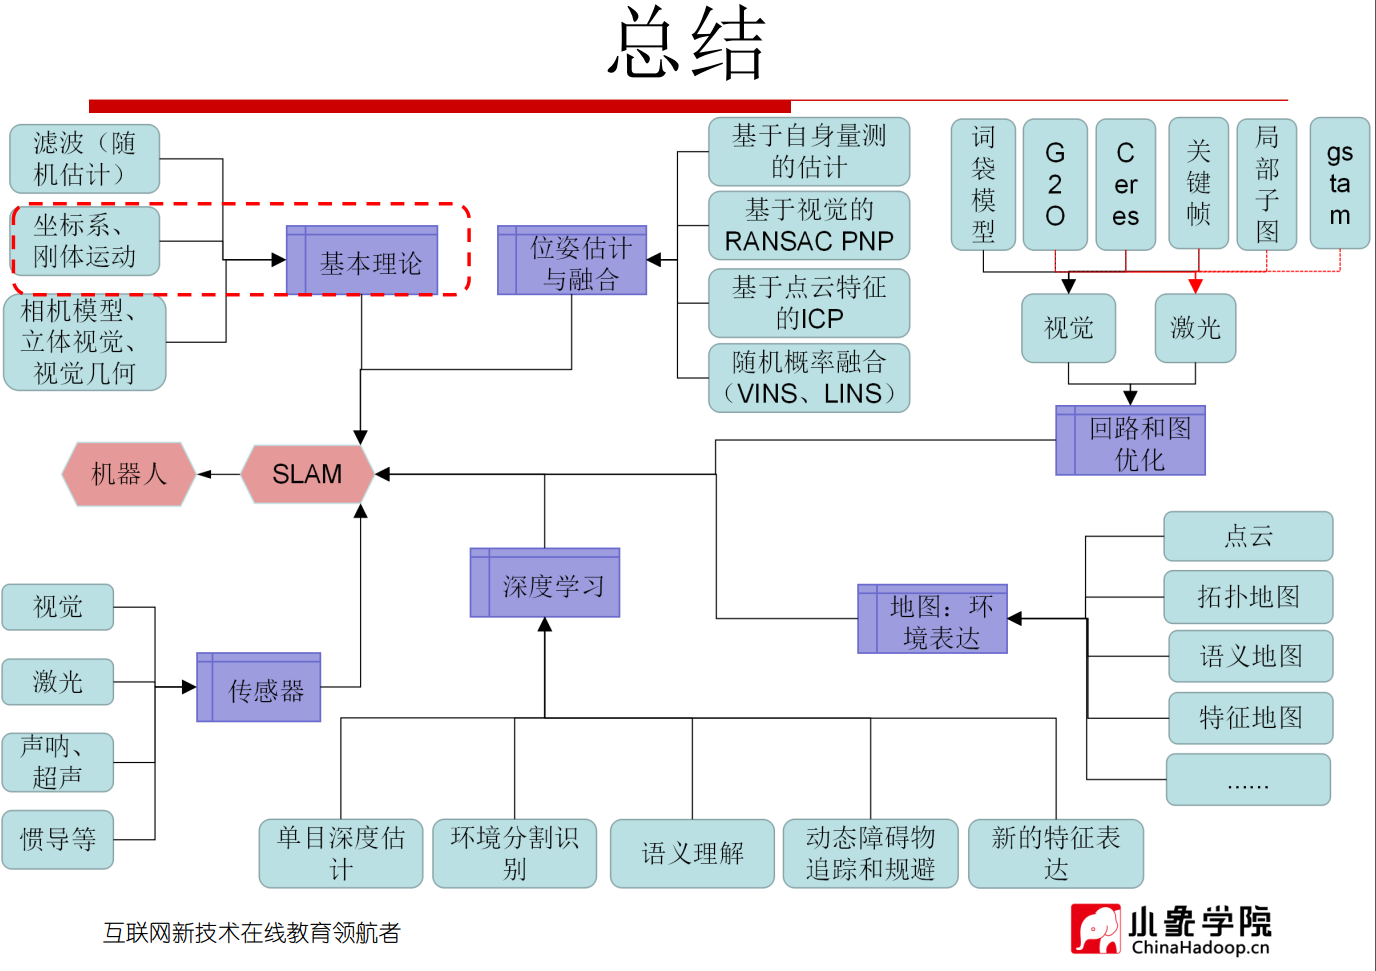 总结
滤波（随
机估计）
坐标系、
刚体运动
相机模型、
立体视觉、
视觉几何
基本理论
位姿估计
与融合
基于自身量测
的估计
基于视觉的
RANSAC PNP
基于点云特征
的ICP
随机概率融合
（VINS、LINS）
词
袋
模
型
G
2
O
C
er
es
关
键
帧
局
部
子
图
gs
ta
m
视觉
激光
回路和图
优化
机器人
SLAM
深度学习
地图：环
境表达
点云
拓扑地图
语义地图
特征地图
......
视觉
激光
声呐、
超声
惯导等
传感器
单目深度估
计
环境分割识
别
语义理解
动态障碍物
追踪和规避
新的特征表
达
互联网新技术在线教育领航者
小象学院
ChinaHadoop.cn